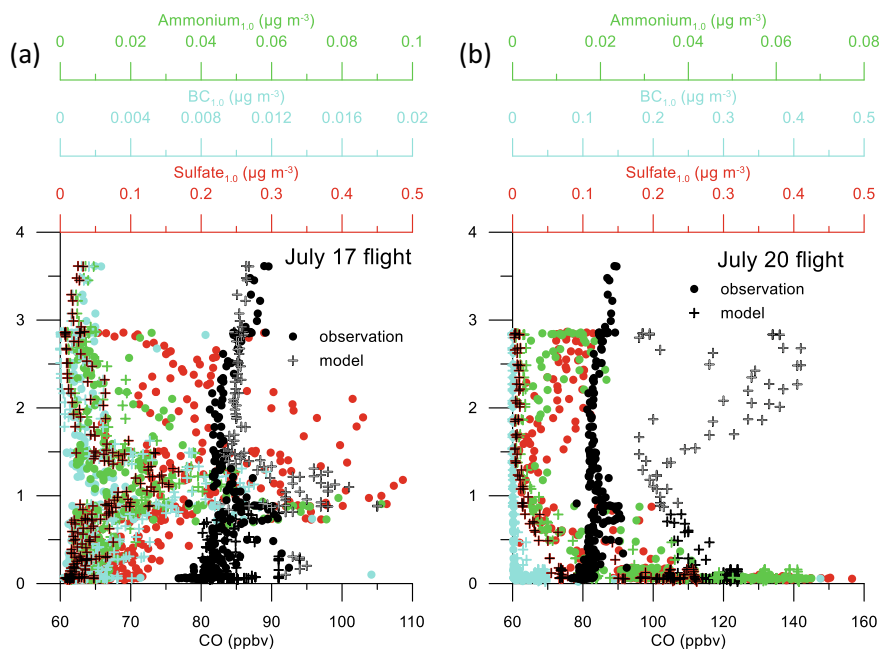 (a)
Ammonium1.0 (µg m-3)
0 0.02 0.04 0.06 0.08 0.1
BC1.0 (µg m-3)
0 0.004 0.008 0.012 0.016 0.02
Sulfate1.0 (µg m-3)
0 0.1 0.2 0.3 0.4 0.5
4
3
2
1
0
July 17 flight
observation
model
60 70 80 90 100 110
CO (ppbv)
(b)
Ammonium1.0 (µg m-3)
0 0.02 0.04 0.06 0.08
BC1.0 (µg m-3)
0 0.1 0.2 0.3 0.4 0.5
Sulfate1.0 (µg m-3)
0 0.1 0.2 0.3 0.4 0.5
July 20 flight
observation
model
60 80 100 120 140 160
CO (ppbv)